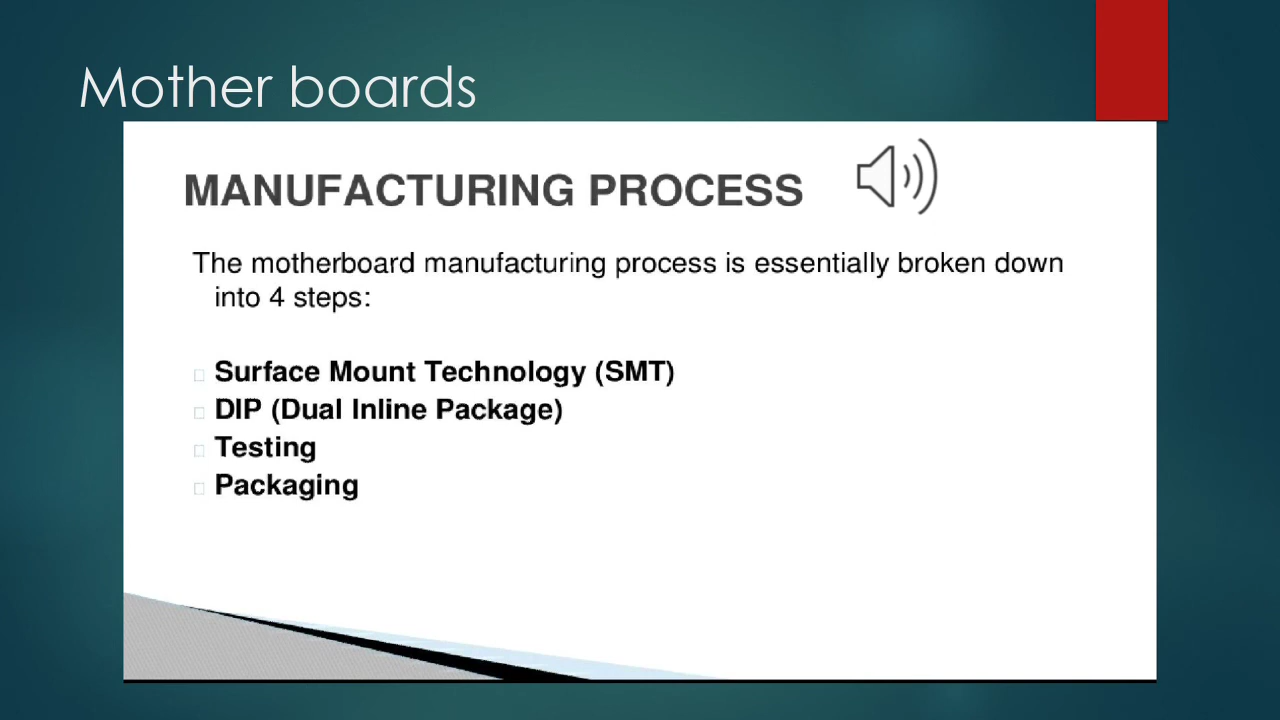 Mother boards
MANUFACTURING PROCESS
The motherboard manufacturing process is essentially broken down
into 4 steps:
Surface Mount Technology (SMT)
DIP (Dual Inline Package)
Testing
Packaging